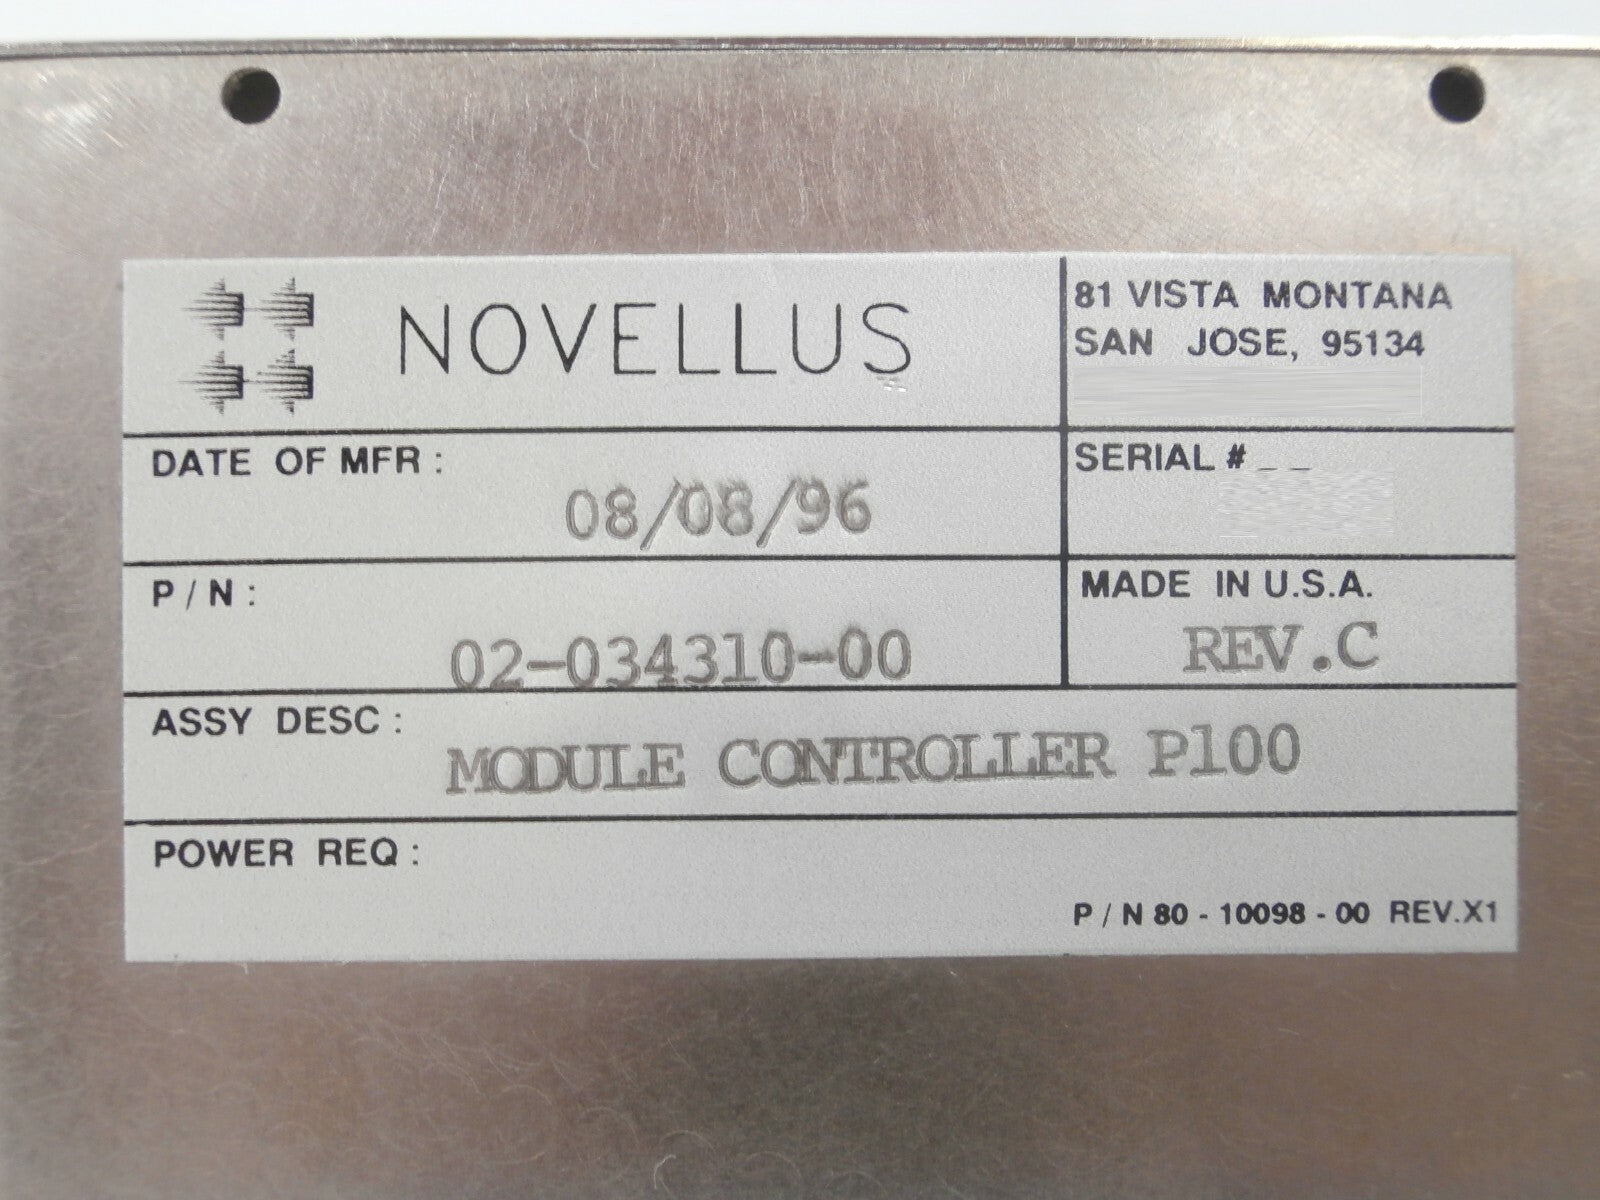 NOVELLUS
81 VISTA MONTANA
SAN JOSE, 95134
DATE OF MFR :
08/08/96
SERIAL #
P / N :
02-034310-00
MADE IN U.S.A.
REV.C
ASSY DESC :
MODULE CONTROLLER P100
POWER REQ :
P / N 80 - 10098 - 00 REV.X1